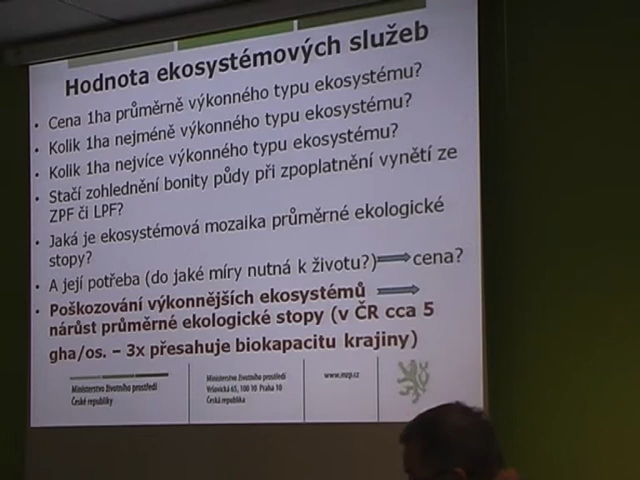 Hodnota ekosystémových služeb
• Cena 1ha průměrně výkonného typu ekosystému?
• Kolik 1ha nejméně výkonného typu ekosystému?
• Kolik 1ha nejvíce výkonného typu ekosystému?
• Stačí zohlednění bonity půdy při zpoplatnění vynětí ze
ZPF či LPF?
• Jaká je ekosystémová mozaika průměrné ekologické
stopy?
• A její potřeba (do jaké míry nutná k životu?) ⟹ cena?
• Poškozování výkonnějších ekosystémů ⟹
nárůst průměrné ekologické stopy (v ČR cca 5
gha/os. – 3x přesahuje biokapacitu krajiny)
Ministerstvo životního prostředí
České republiky
Ministerstvo životního prostředí
Vršovická 65, 100 10 Praha 10
Česká republika
www.mzp.cz